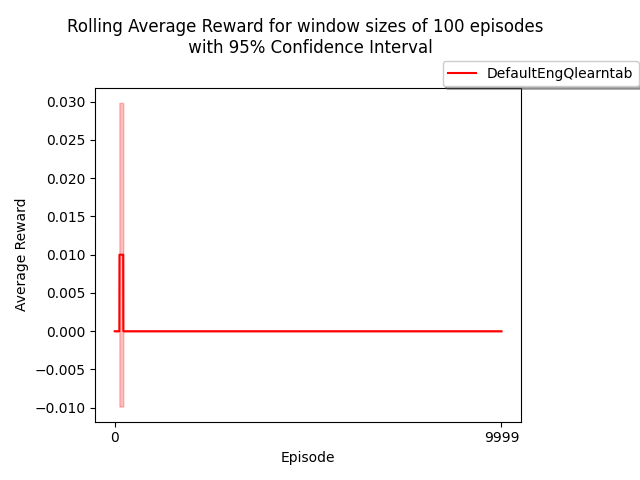 Rolling Average Reward for window sizes of 100 episodes
with 95% Confidence Interval
DefaultEngQlearntab
0.030
0.025
0.020
0.015
0.010
0.005
0.000
−0.005
−0.010
Average Reward
0
9999
Episode